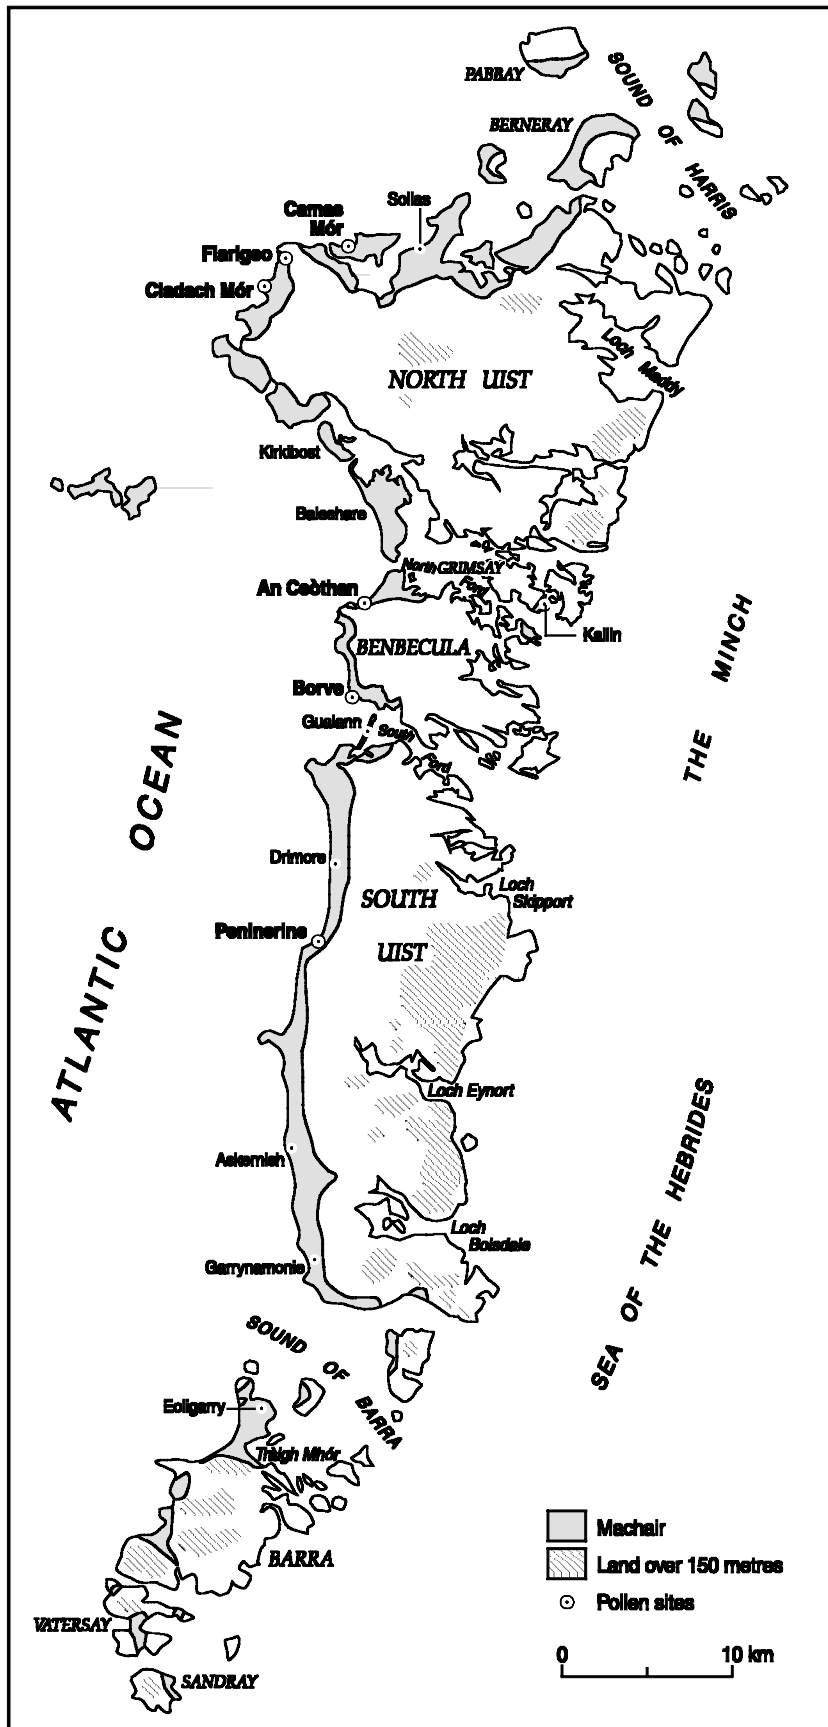 PABBAY
SOUND OF HARRIS
BERNERAY
Sollas
Camas
Mór
Fiarigeo
Cladach Mór
Loch Maddy
NORTH UIST
Kirkibost
Baleshare
North Ford
GRIMSAY
An Ceòthan
Kallin
BENBECULA
THE MINCH
Borve
Gualann
South Ford
ATLANTIC OCEAN
Drimore
SOUTH
UIST
Loch
Skipport
Peninerine
Loch Eynort
Askernish
SEA OF THE HEBRIDES
Loch
Boisdale
Garrynamonie
SOUND OF BARRA
Eoligarry
Tràigh Mhór
BARRA
VATERSAY
SANDRAY
Machair
Land over 150 metres
Pollen sites
0 10 km